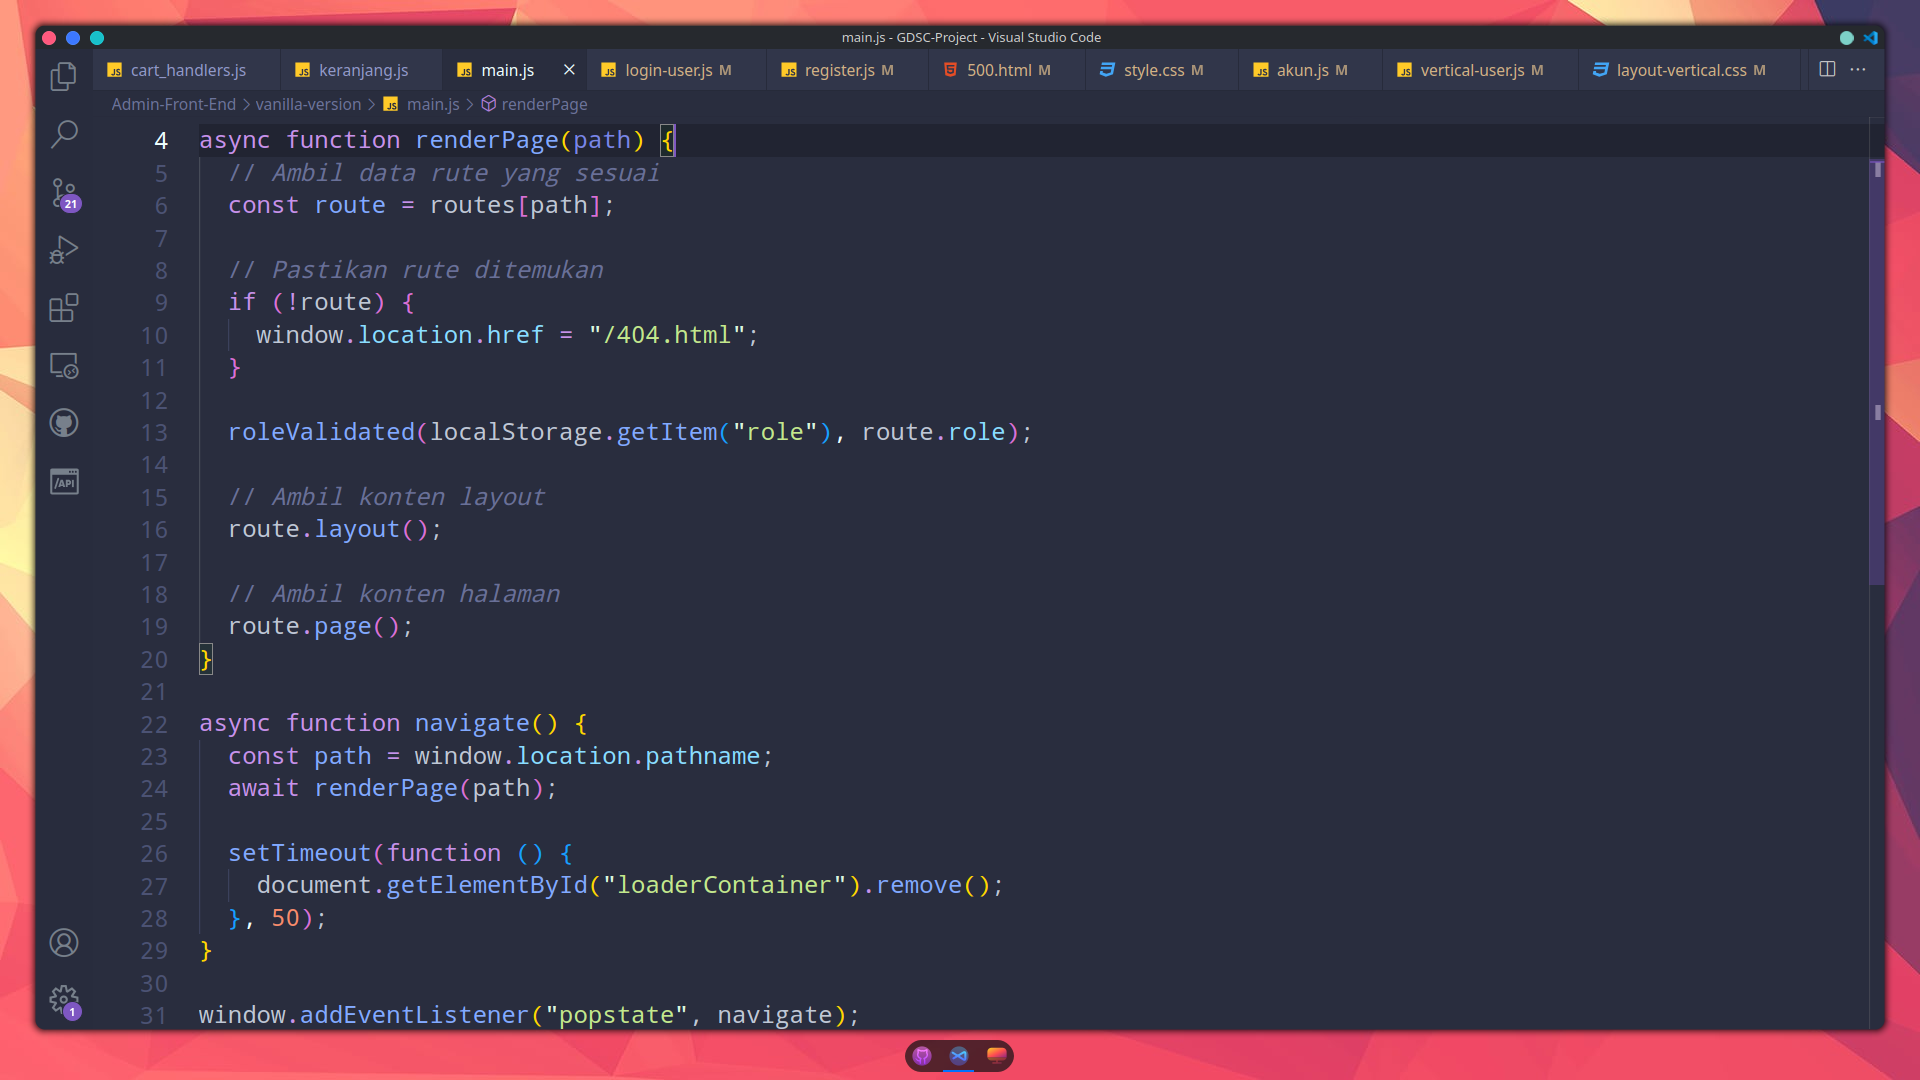 main.js - GDSC-Project - Visual Studio Code
JS cart_handlers.js JS keranjang.js JS main.js JS login-user.js M JS register.js M 500.html M style.css M JS akun.js M JS vertical-user.js M layout-vertical.css M
Admin-Front-End > vanilla-version > JS main.js > renderPage
4 async function renderPage(path) {
5 // Ambil data rute yang sesuai
6 const route = routes[path];
7
8 // Pastikan rute ditemukan
9 if (!route) {
10 window.location.href = "/404.html";
11 }
12
13 roleValidated(localStorage.getItem("role"), route.role);
14
15 // Ambil konten layout
16 route.layout();
17
18 // Ambil konten halaman
19 route.page();
20 }
21
22 async function navigate() {
23 const path = window.location.pathname;
24 await renderPage(path);
25
26 setTimeout(function () {
27 document.getElementById("loaderContainer").remove();
28 }, 50);
29 }
30
31 window.addEventListener("popstate", navigate);
21
/API
1